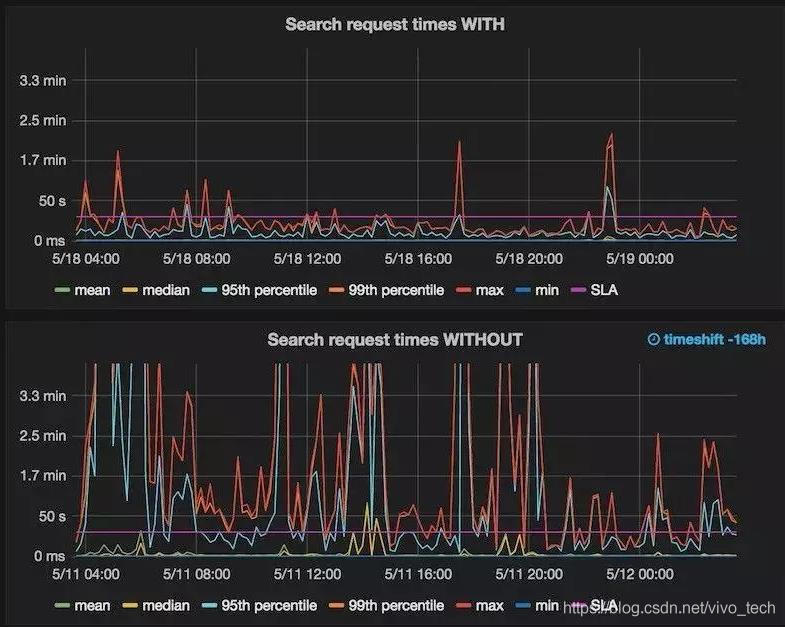 Search request times WITH
3.3 min
2.5 min
1.7 min
50 s
0 ms
5/18 04:00 5/18 08:00 5/18 12:00 5/18 16:00 5/18 20:00 5/19 00:00
mean median 95th percentile 99th percentile max min SLA
Search request times WITHOUT timeshift -168h
3.3 min
2.5 min
1.7 min
50 s
0 ms
5/11 04:00 5/11 08:00 5/11 12:00 5/11 16:00 5/11 20:00 5/12 00:00
mean median 95th percentile 99th percentile max min SLA
https://blog.csdn.net/vivo_tech